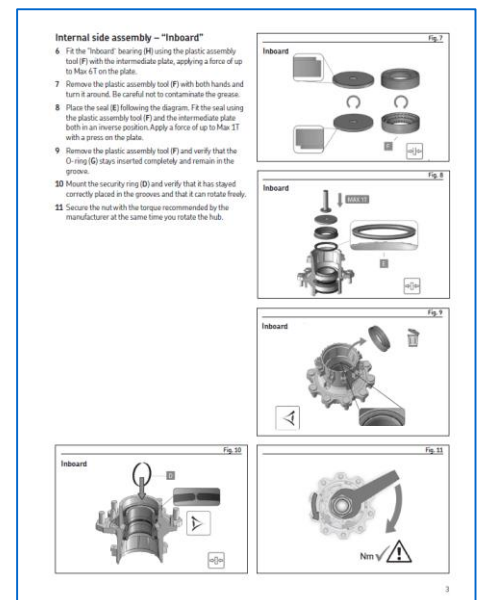 Internal side assembly – “Inboard”
6 Fit the "Inboard" bearing (H) using the plastic assembly
tool (F) with the intermediate plate, applying a force of up
to Max 6T on the plate.
7 Remove the plastic assembly tool (F) with both hands and
turn it around. Be careful not to contaminate the grease.
8 Place the seal (E) following the diagram. Fit the seal using
the plastic assembly tool (F) and the intermediate plate
both in an inverse position. Apply a force of up to Max 1T
with a press on the plate.
9 Remove the plastic assembly tool (F) and verify that the
O-ring (G) stays inserted completely and remain in the
groove.
10 Mount the security ring (D) and verify that it has stayed
correctly placed in the grooves and that it can rotate freely.
11 Secure the nut with the torque recommended by the
manufacturer at the same time you rotate the hub.
Fig. 7
Inboard
F
Fig. 8
Inboard
MAX 1T
E
Fig. 9
Inboard
Fig. 10
Inboard
D
Fig. 11
Nm
3